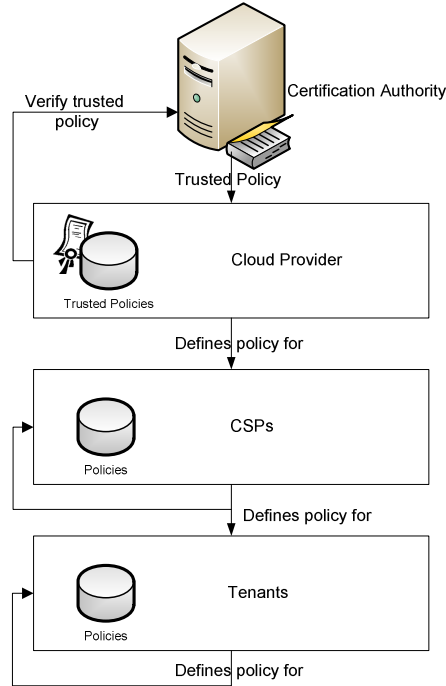 Certification Authority
Verify trusted
policy
Trusted Policy
Cloud Provider
Trusted Policies
Defines policy for
CSPs
Policies
Defines policy for
Tenants
Policies
Defines policy for